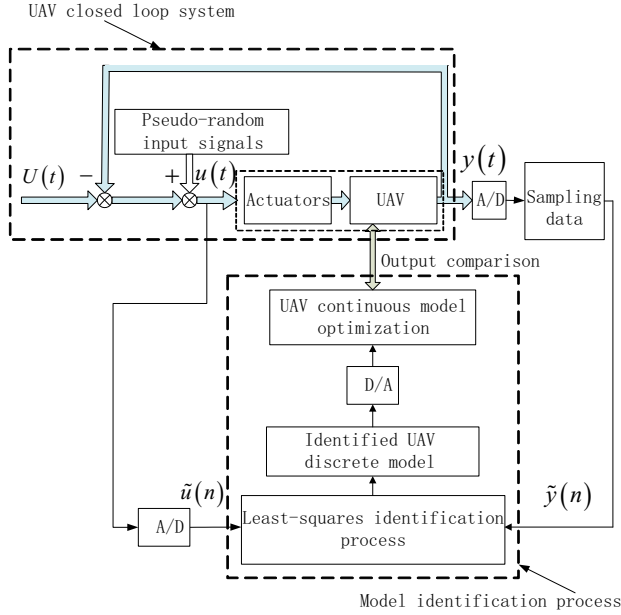 UAV closed loop system
Pseudo-random
input signals
U(t)
−
+
u(t)
Actuators
UAV
y(t)
A/D
Sampling
data
Output comparison
UAV continuous model
optimization
D/A
Identified UAV
discrete model
ũ(n)
A/D
Least-squares identification
process
ỹ(n)
Model identification process